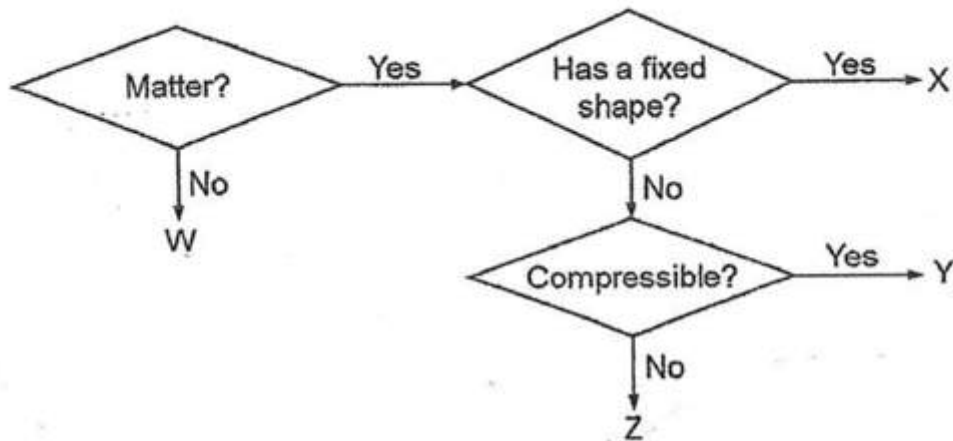 Matter?
Yes
Has a fixed
shape?
Yes
X
No
W
No
Compressible?
Yes
Y
No
Z